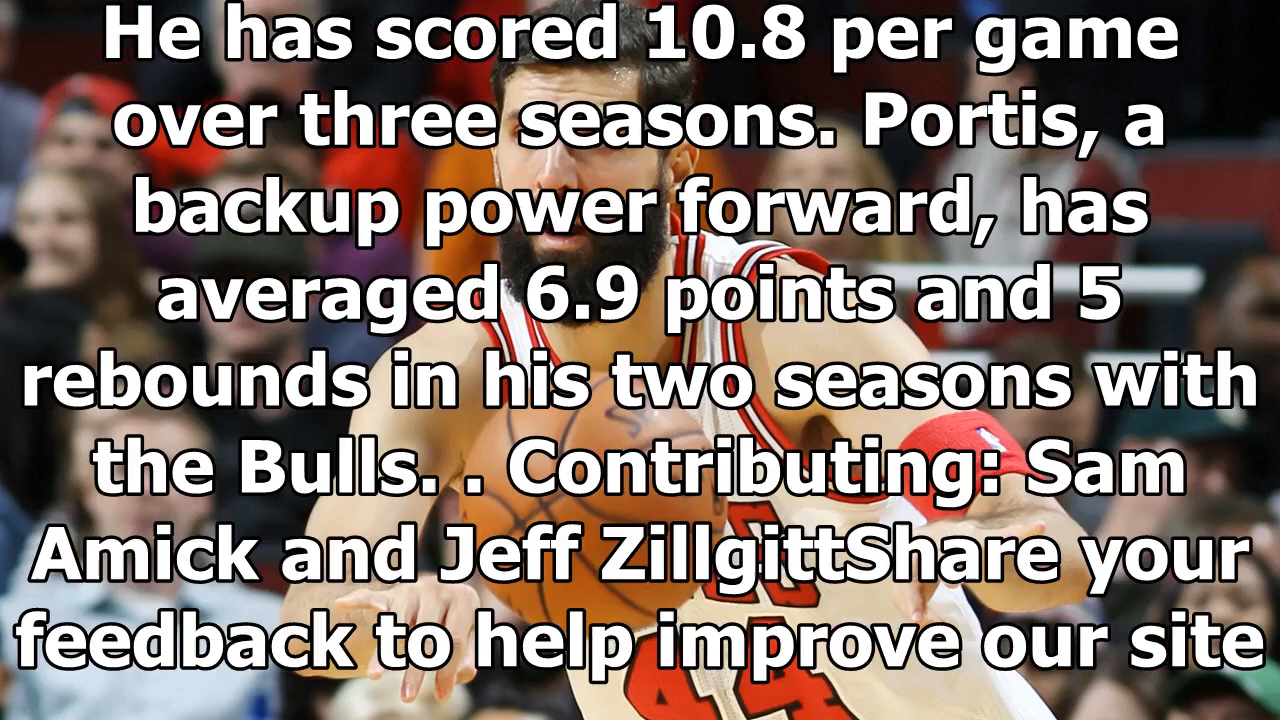 He has scored 10.8 per game
over three seasons. Portis, a
backup power forward, has
averaged 6.9 points and 5
rebounds in his two seasons with
the Bulls. . Contributing: Sam
Amick and Jeff ZillgittShare your
feedback to help improve our site
44